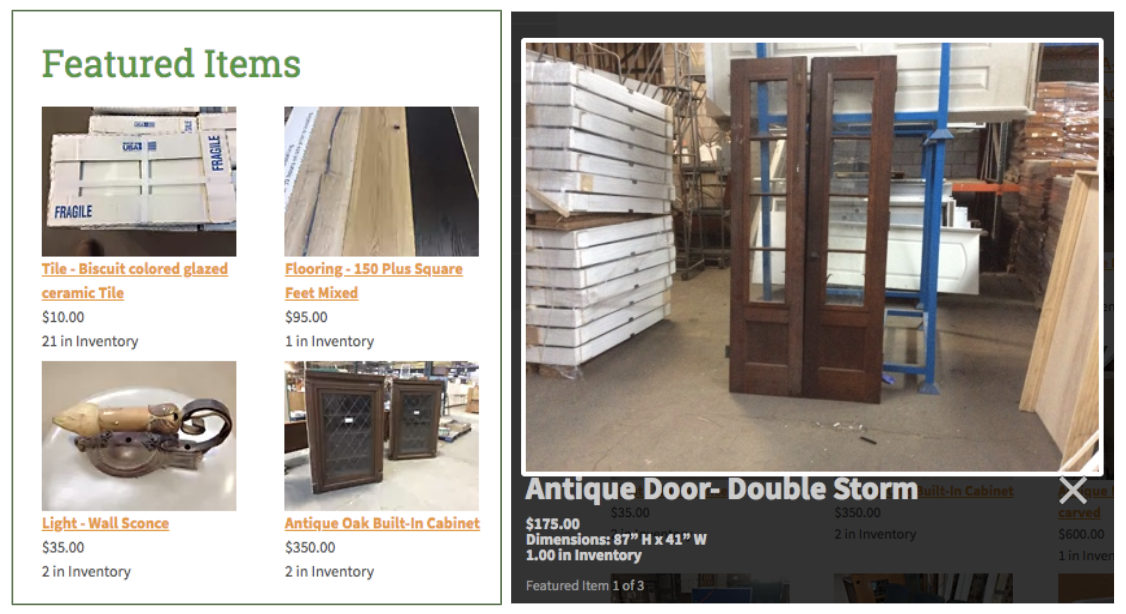 Featured Items
USA
FRAGILE
FRAGILE
Tile - Biscuit colored glazed
ceramic Tile
$10.00
21 in Inventory
Flooring - 150 Plus Square
Feet Mixed
$95.00
1 in Inventory
Light - Wall Sconce
$35.00
2 in Inventory
Antique Oak Built-In Cabinet
$350.00
2 in Inventory
Antique Door- Double Storm
$175.00
Dimensions: 87” H x 41” W
1.00 in Inventory
Featured Item 1 of 3
$35.00
Built-In Cabinet
$350.00
2 in Inventory
carved
$600.00
1 in Inven